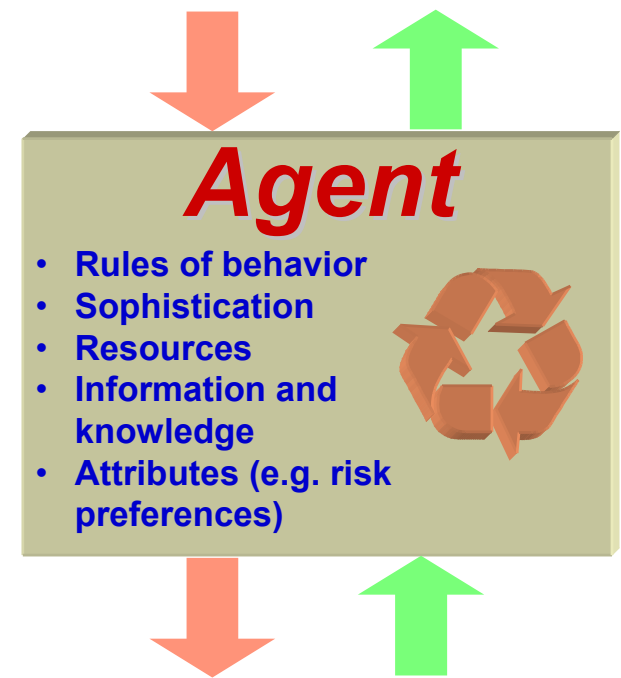 Agent
• Rules of behavior
• Sophistication
• Resources
• Information and
knowledge
• Attributes (e.g. risk
preferences)